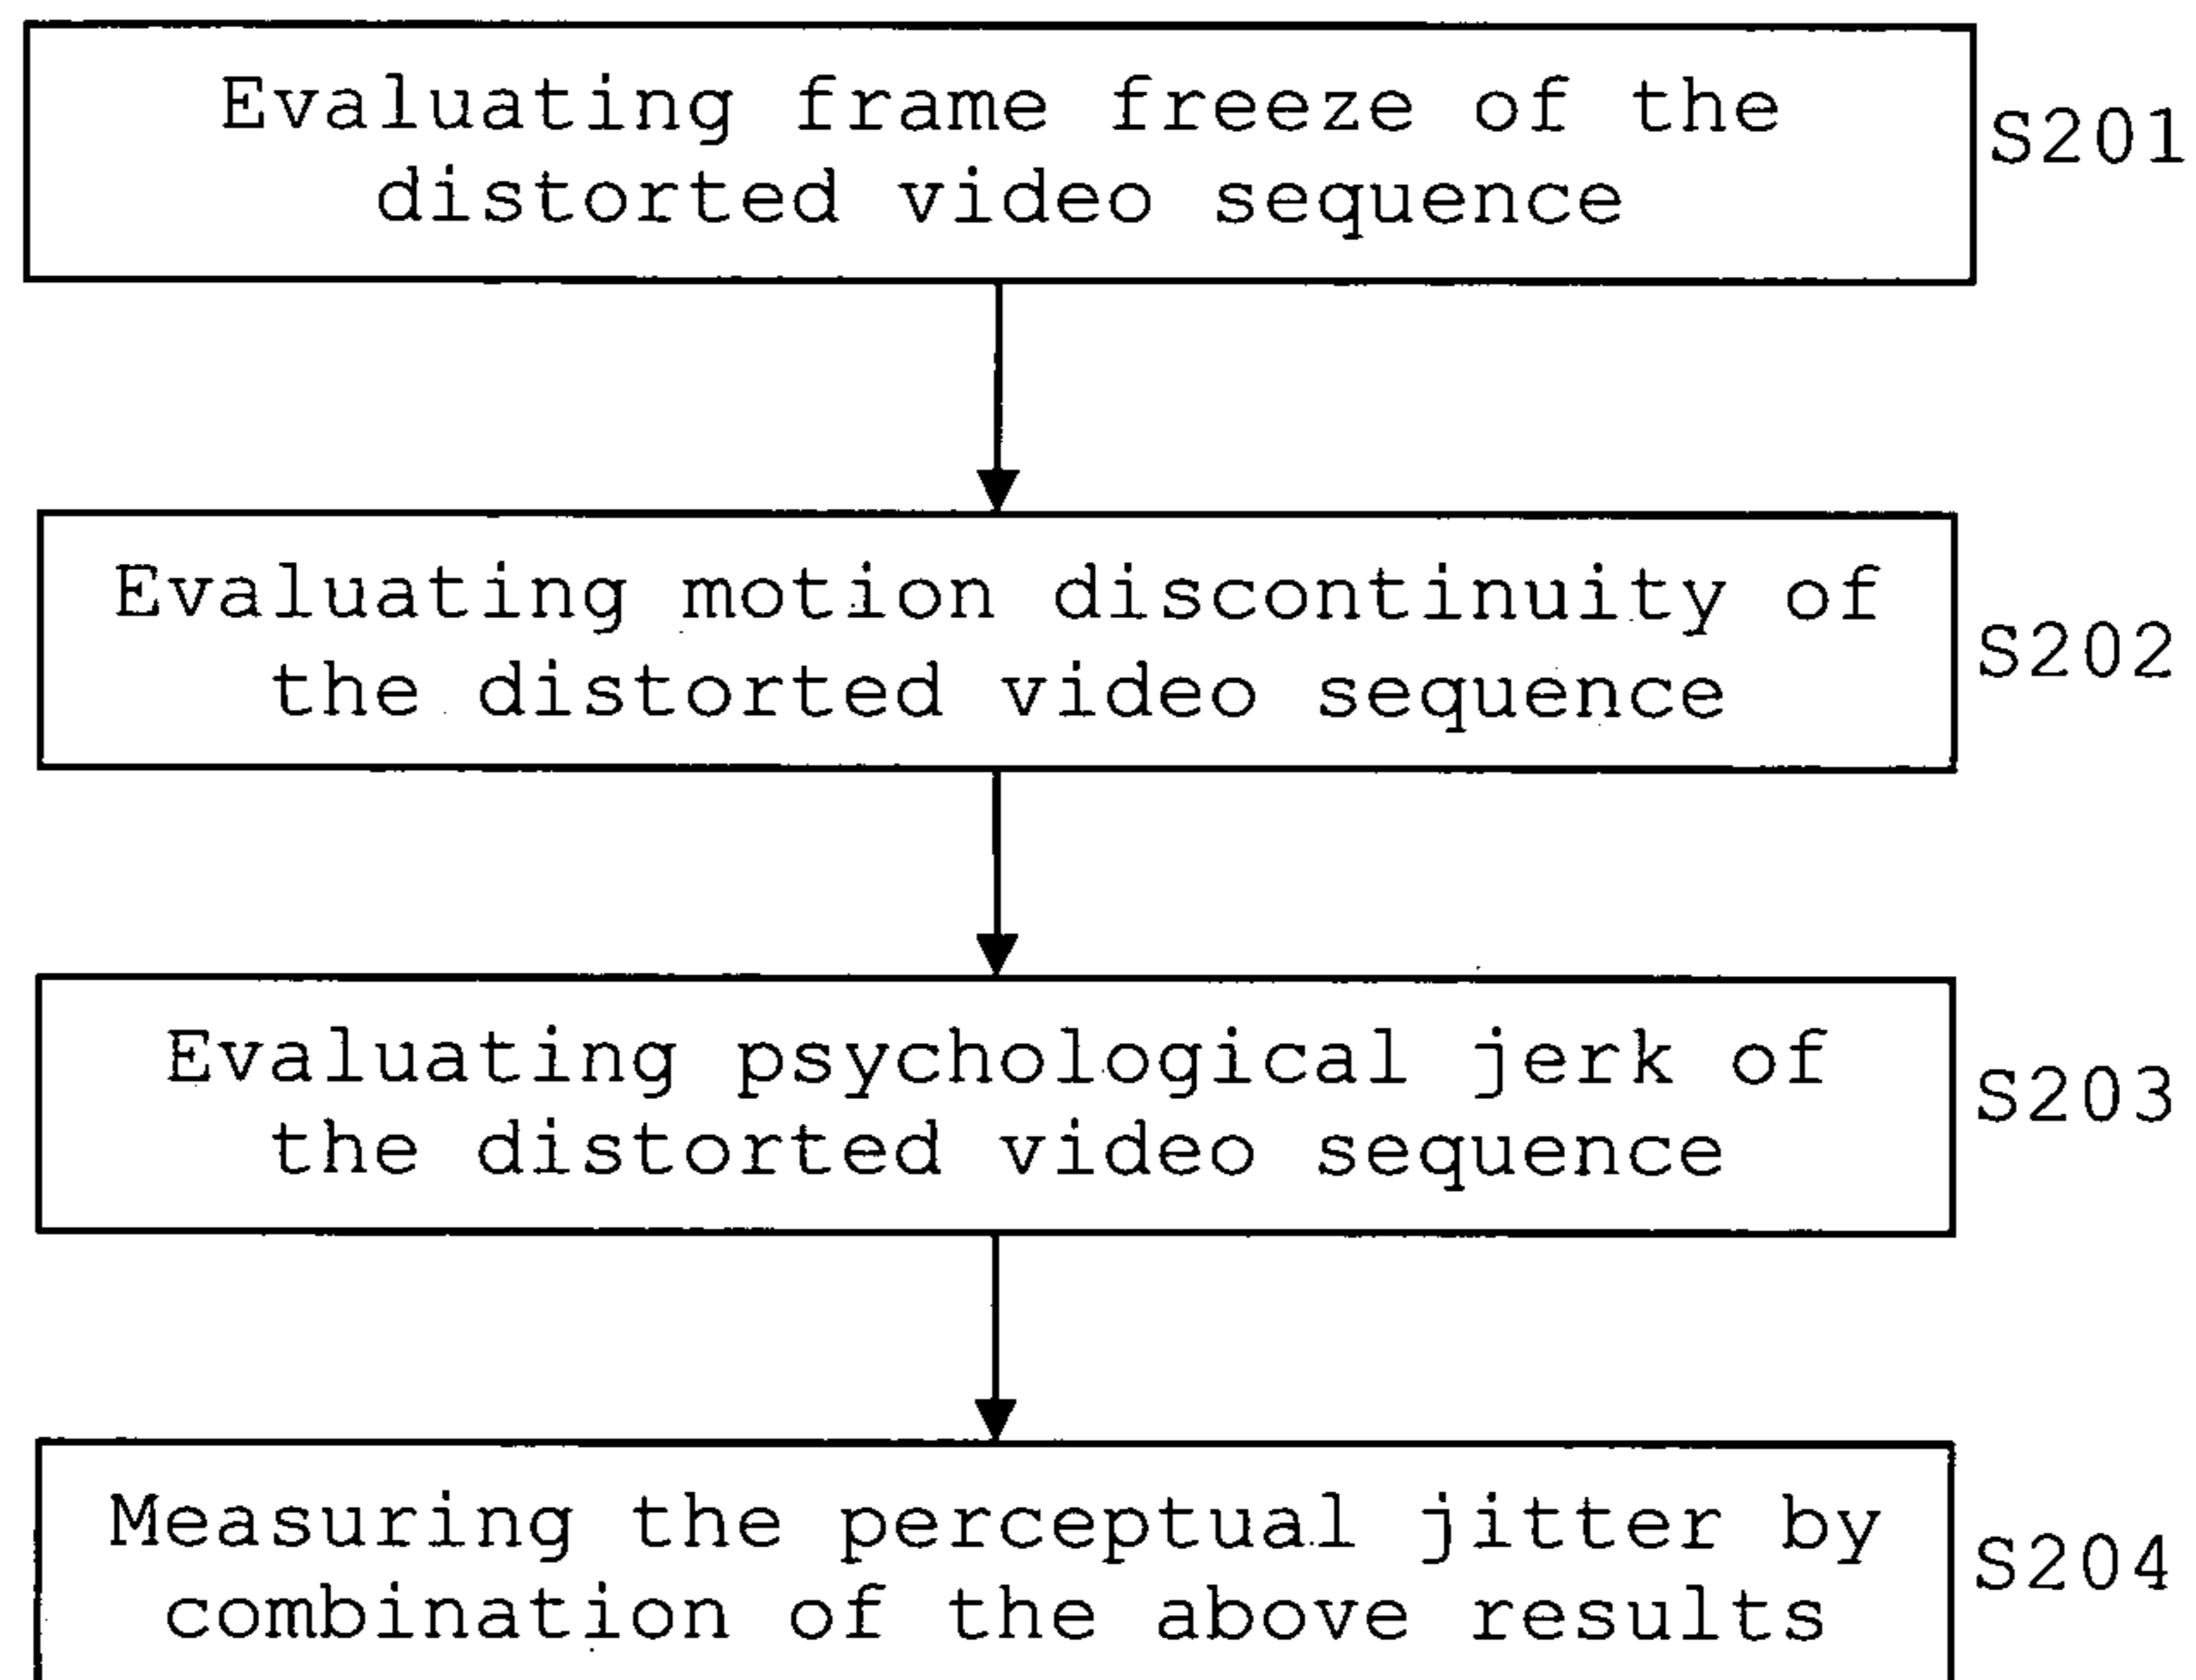 Evaluating frame freeze of the
distorted video sequence
S201
Evaluating motion discontinuity of
the distorted video sequence
S202
Evaluating psychological jerk of
the distorted video sequence
S203
Measuring the perceptual jitter by
combination of the above results
S204